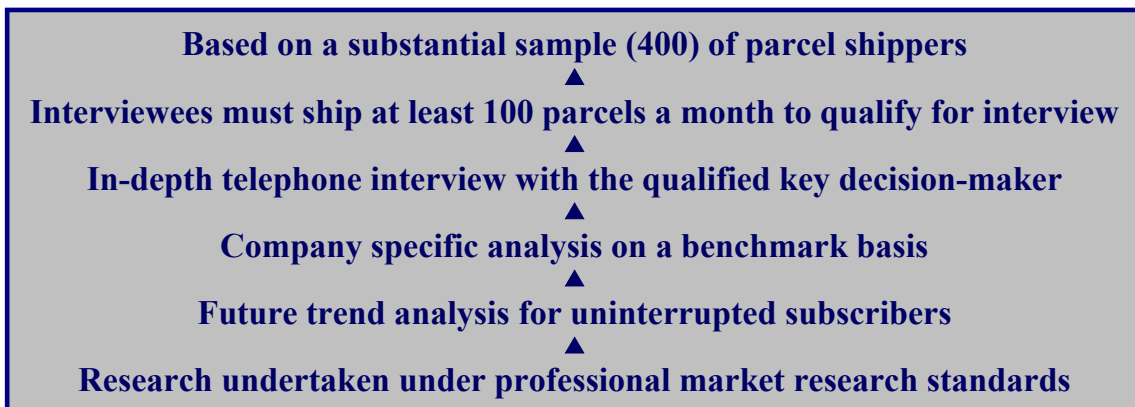 Based on a substantial sample (400) of parcel shippers
Interviewees must ship at least 100 parcels a month to qualify for interview
In-depth telephone interview with the qualified key decision-maker
Company specific analysis on a benchmark basis
Future trend analysis for uninterrupted subscribers
Research undertaken under professional market research standards